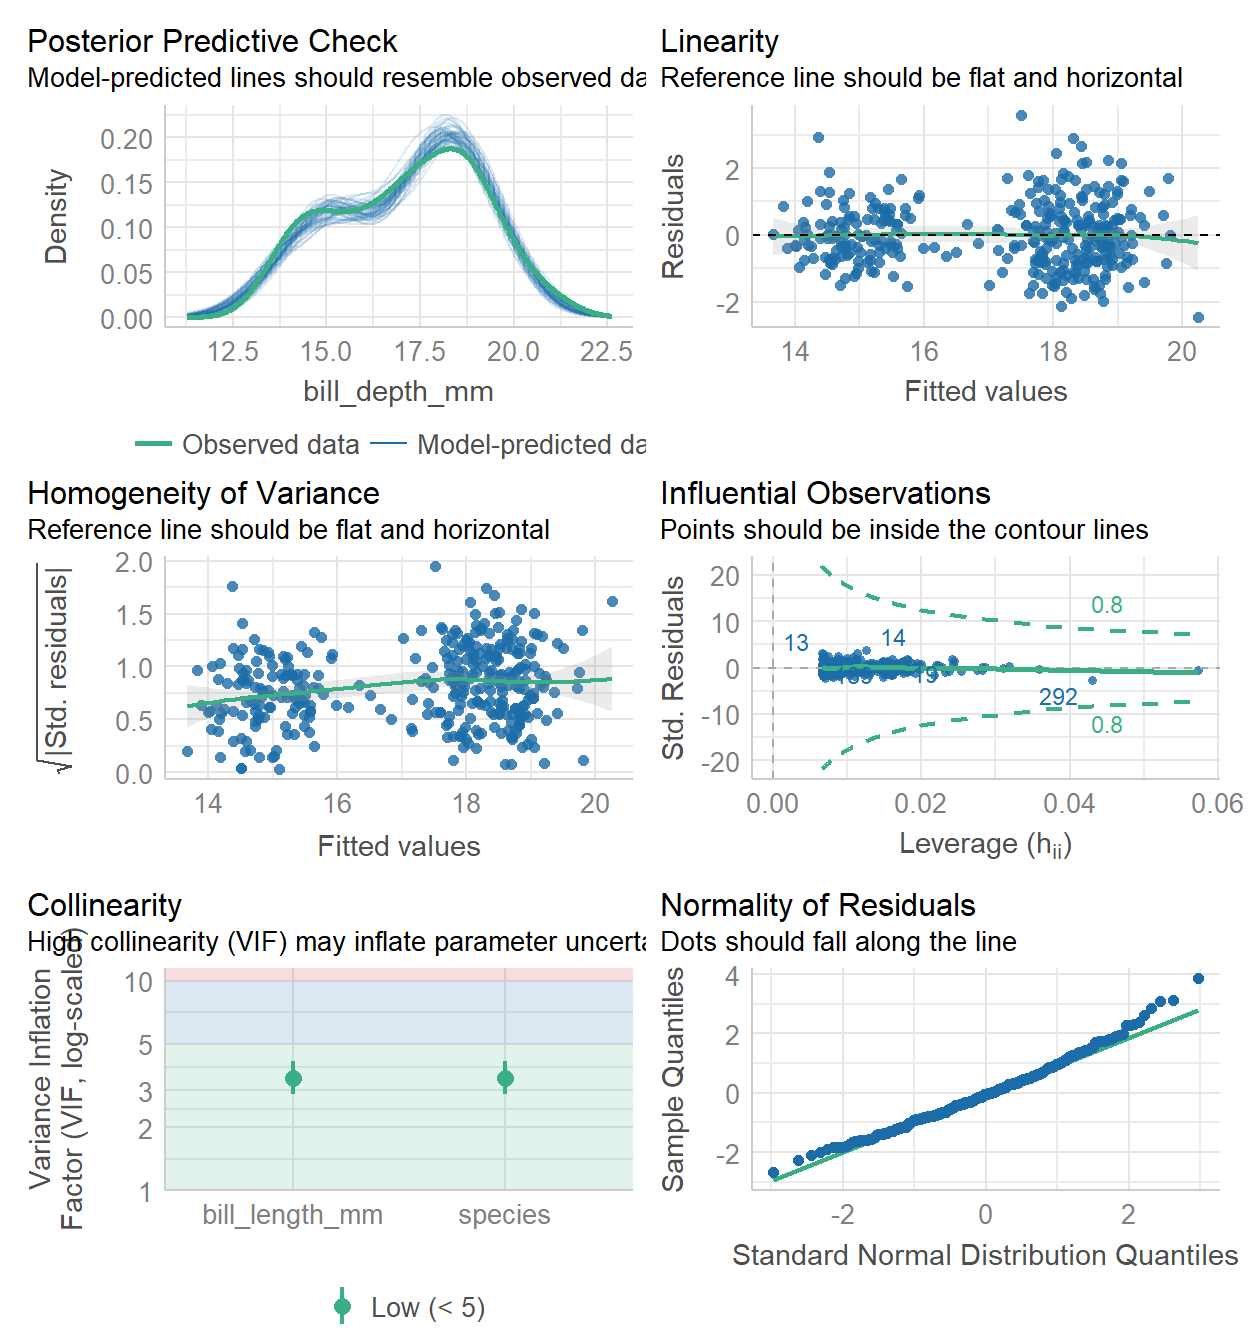 Posterior Predictive Check
Model-predicted lines should resemble observed da
Density
0.20
0.15
0.10
0.05
0.00
12.5 15.0 17.5 20.0 22.5
bill_depth_mm
Observed data Model-predicted da
Linearity
Reference line should be flat and horizontal
Residuals
2
0
-2
14 16 18 20
Fitted values
Homogeneity of Variance
Reference line should be flat and horizontal
√|Std. residuals|
2.0
1.5
1.0
0.5
0.0
14 16 18 20
Fitted values
Influential Observations
Points should be inside the contour lines
Std. Residuals
20
10
0
-10
-20
0.8
13
14
19
292
0.8
0.00 0.02 0.04 0.06
Leverage (hii)
Collinearity
High collinearity (VIF) may inflate parameter uncerta
Variance Inflation
Factor (VIF, log-scaled)
10
5
3
2
1
bill_length_mm species
Low (< 5)
Normality of Residuals
Dots should fall along the line
Sample Quantiles
4
2
0
-2
-2 0 2
Standard Normal Distribution Quantiles